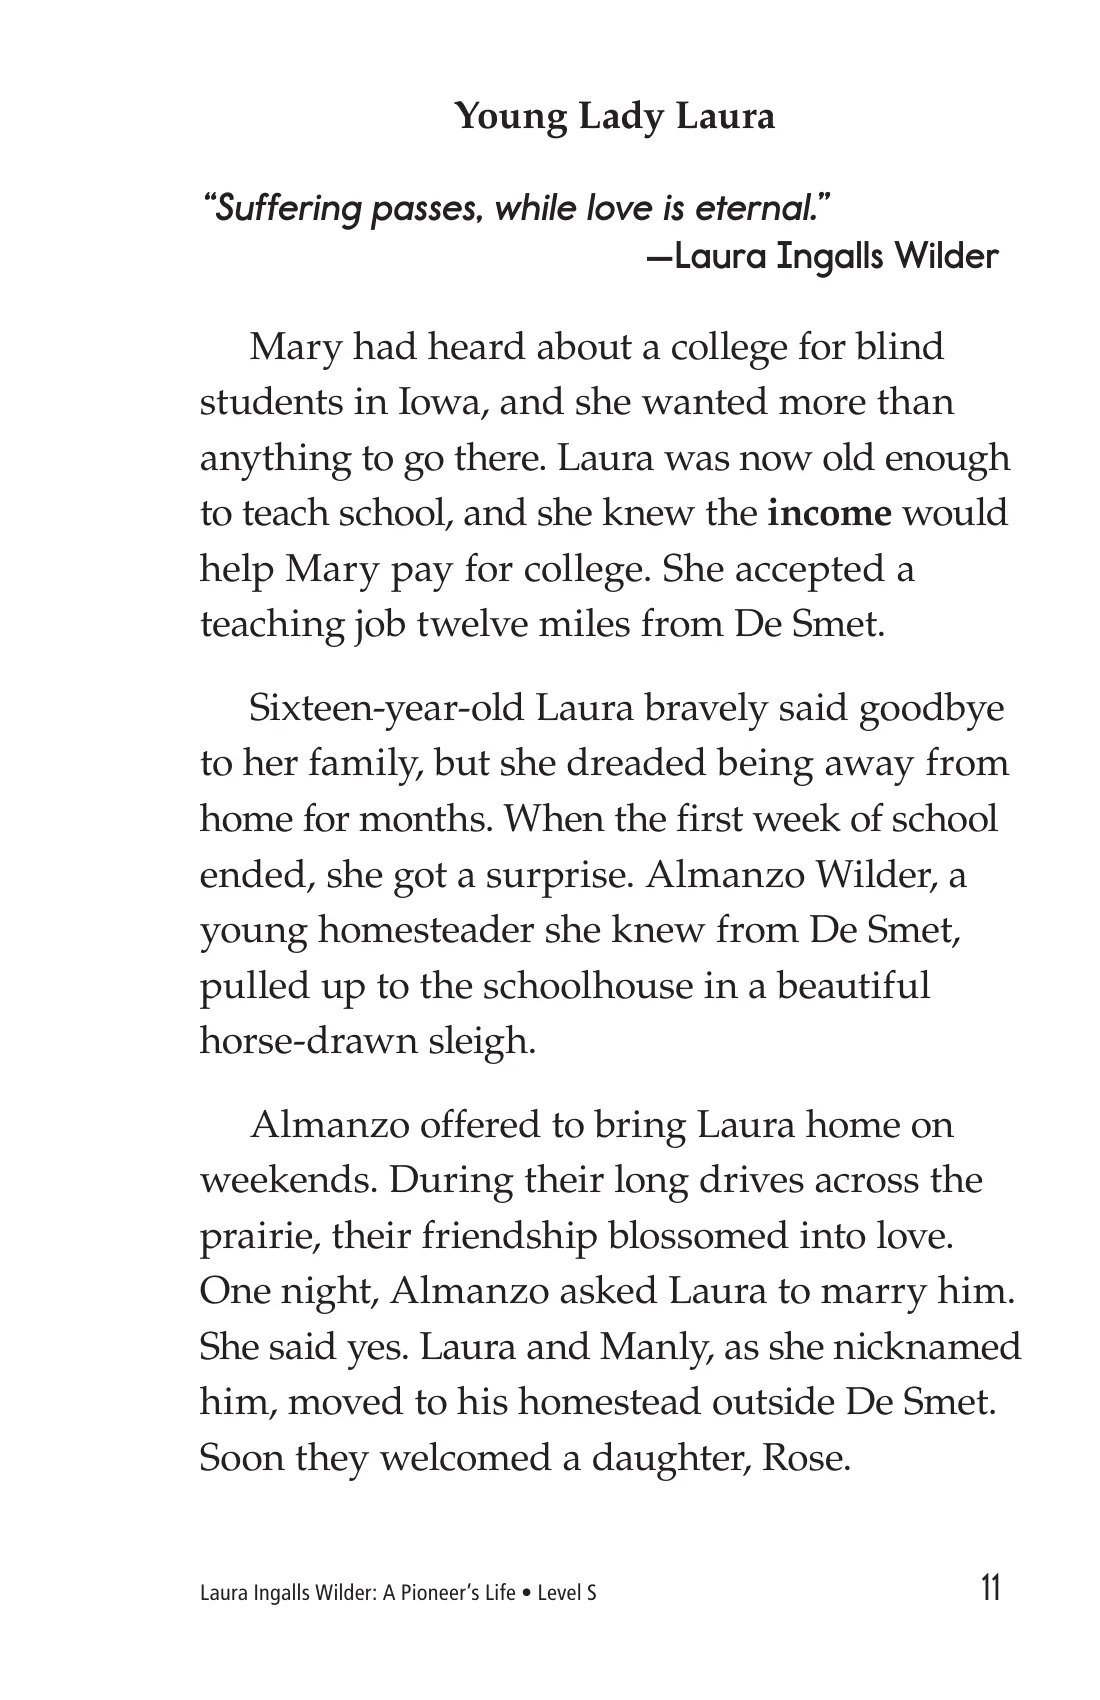 Young Lady Laura
“Suffering passes, while love is eternal.”
—Laura Ingalls Wilder
Mary had heard about a college for blind
students in Iowa, and she wanted more than
anything to go there. Laura was now old enough
to teach school, and she knew the income would
help Mary pay for college. She accepted a
teaching job twelve miles from De Smet.
Sixteen-year-old Laura bravely said goodbye
to her family, but she dreaded being away from
home for months. When the first week of school
ended, she got a surprise. Almanzo Wilder, a
young homesteader she knew from De Smet,
pulled up to the schoolhouse in a beautiful
horse-drawn sleigh.
Almanzo offered to bring Laura home on
weekends. During their long drives across the
prairie, their friendship blossomed into love.
One night, Almanzo asked Laura to marry him.
She said yes. Laura and Manly, as she nicknamed
him, moved to his homestead outside De Smet.
Soon they welcomed a daughter, Rose.
Laura Ingalls Wilder: A Pioneer’s Life • Level S 11